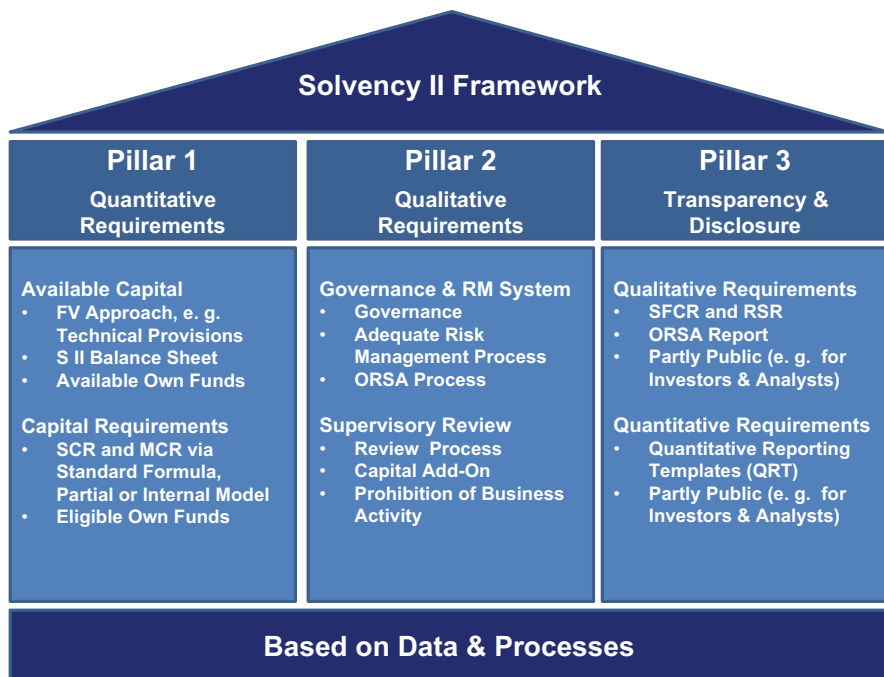 Solvency II Framework
Pillar 1
Quantitative
Requirements
Pillar 2
Qualitative
Requirements
Pillar 3
Transparency &
Disclosure
Available Capital
• FV Approach, e. g.
Technical Provisions
• S II Balance Sheet
• Available Own Funds
Capital Requirements
• SCR and MCR via
Standard Formula,
Partial or Internal Model
• Eligible Own Funds
Governance & RM System
• Governance
• Adequate Risk
Management Process
• ORSA Process
Supervisory Review
• Review Process
• Capital Add-On
• Prohibition of Business
Activity
Qualitative Requirements
• SFCR and RSR
• ORSA Report
• Partly Public (e. g. for
Investors & Analysts)
Quantitative Requirements
• Quantitative Reporting
Templates (QRT)
• Partly Public (e. g. for
Investors & Analysts)
Based on Data & Processes